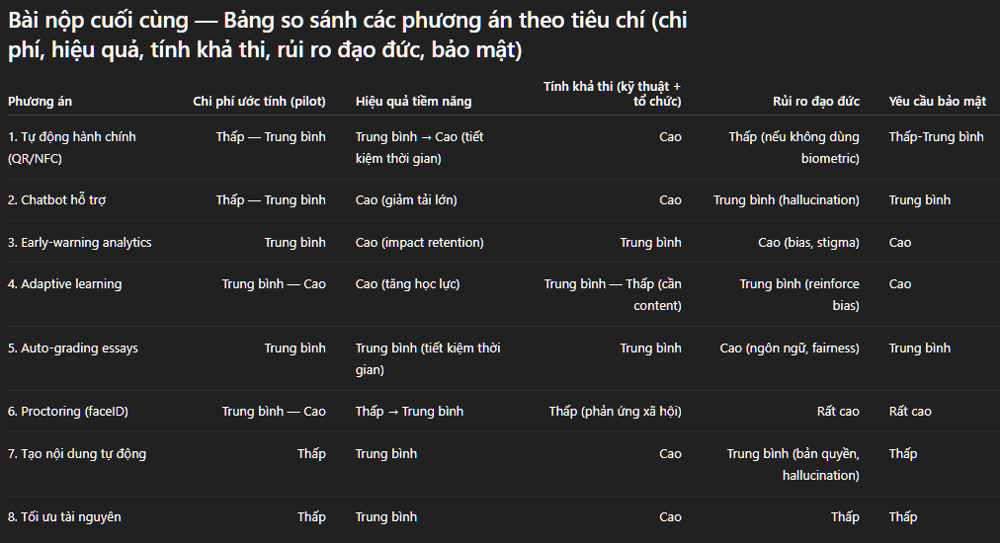 Bài nộp cuối cùng — Bảng so sánh các phương án theo tiêu chí (chi
phí, hiệu quả, tính khả thi, rủi ro đạo đức, bảo mật)
Phương án Chi phí ước tính (pilot) Hiệu quả tiềm năng Tính khả thi (kỹ thuật + tổ chức) Rủi ro đạo đức Yêu cầu bảo mật
1. Tự động hành chính (QR/NFC) Thấp — Trung bình Trung bình → Cao (tiết kiệm thời gian) Cao Thấp (nếu không dùng biometric) Thấp-Trung bình
2. Chatbot hỗ trợ Thấp — Trung bình Cao (giảm tải lớn) Cao Trung bình (hallucination) Trung bình
3. Early-warning analytics Trung bình Cao (impact retention) Trung bình Cao (bias, stigma) Cao
4. Adaptive learning Trung bình — Cao Cao (tăng học lực) Trung bình — Thấp (cần content) Trung bình (reinforce bias) Cao
5. Auto-grading essays Trung bình Trung bình (tiết kiệm thời gian) Trung bình Cao (ngôn ngữ, fairness) Trung bình
6. Proctoring (faceID) Trung bình — Cao Thấp → Trung bình Thấp (phản ứng xã hội) Rất cao Rất cao
7. Tạo nội dung tự động Thấp Trung bình Cao Trung bình (bản quyền, hallucination) Thấp
8. Tối ưu tài nguyên Thấp Trung bình Cao Thấp Thấp